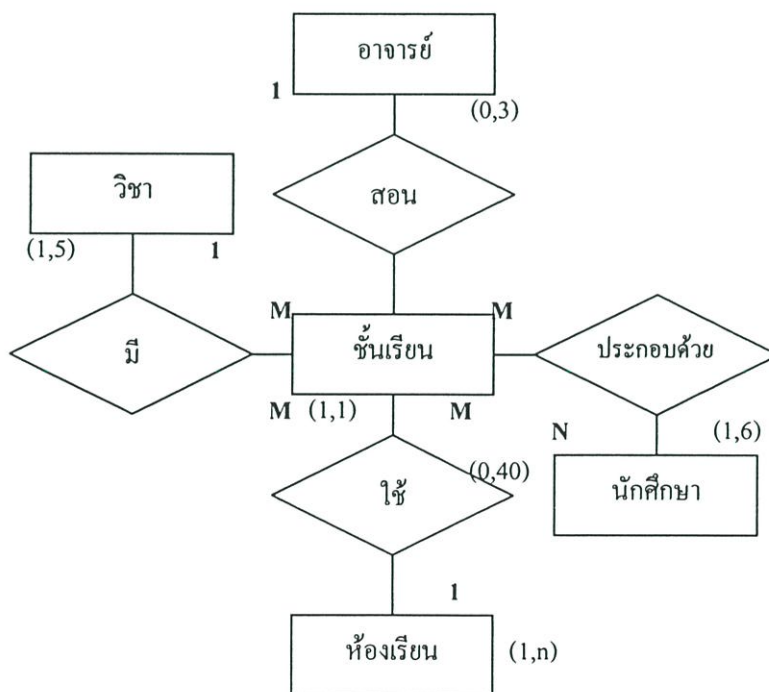 อาจารย์
1
(0,3)
วิชา
สอน
(1,5)
1
M
M
มี
ชั้นเรียน
ประกอบด้วย
M
(1,1)
M
N
(1,6)
(0,40)
ใช้
นักศึกษา
1
ห้องเรียน
(1,n)